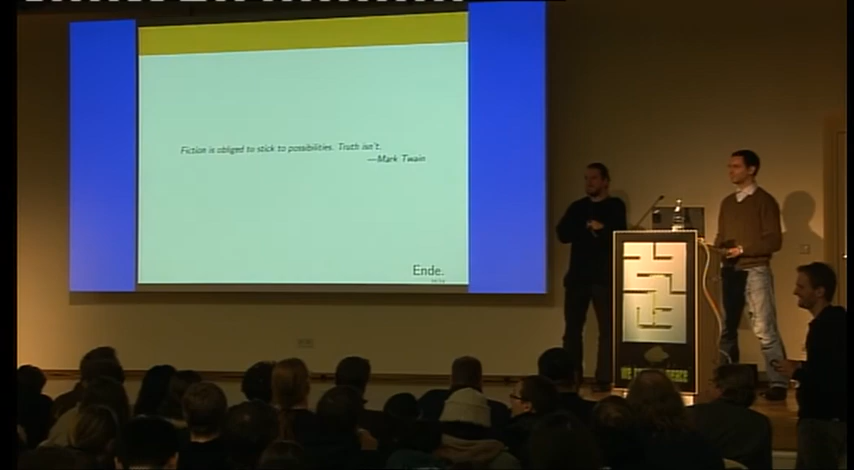 Fiction is obliged to stick to possibilities. Truth isn't.
—Mark Twain
Ende.